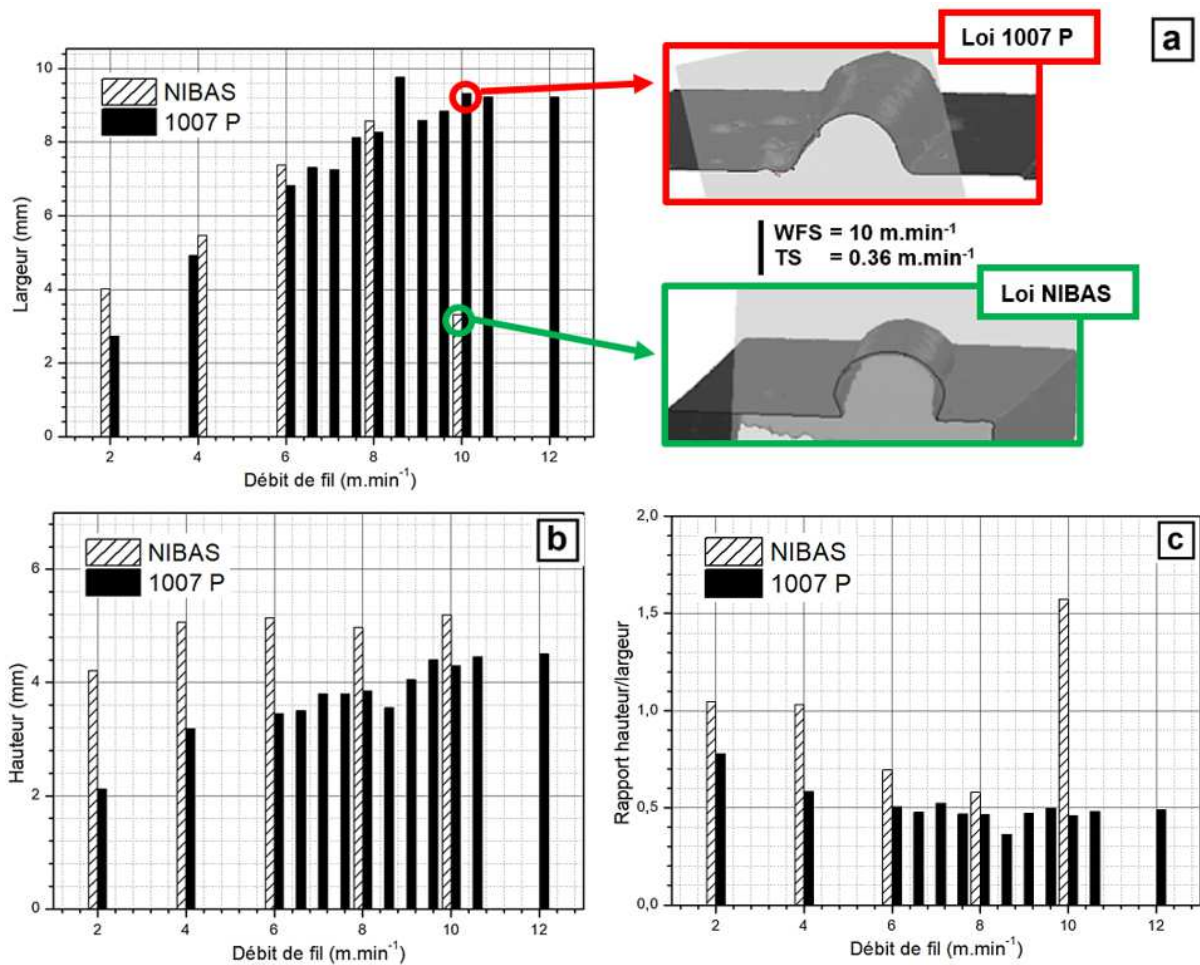 a
Loi 1007 P
NIBAS
1007 P
10
8
6
4
2
0
Largeur (mm)
2 4 6 8 10 12
Débit de fil (m.min⁻¹)
WFS = 10 m.min⁻¹
TS = 0.36 m.min⁻¹
Loi NIBAS
b
NIBAS
1007 P
6
4
2
0
Hauteur (mm)
2 4 6 8 10 12
Débit de fil (m.min⁻¹)
c
NIBAS
1007 P
2,0
1,5
1,0
0,5
0,0
Rapport hauteur/largeur
2 4 6 8 10 12
Débit de fil (m.min⁻¹)